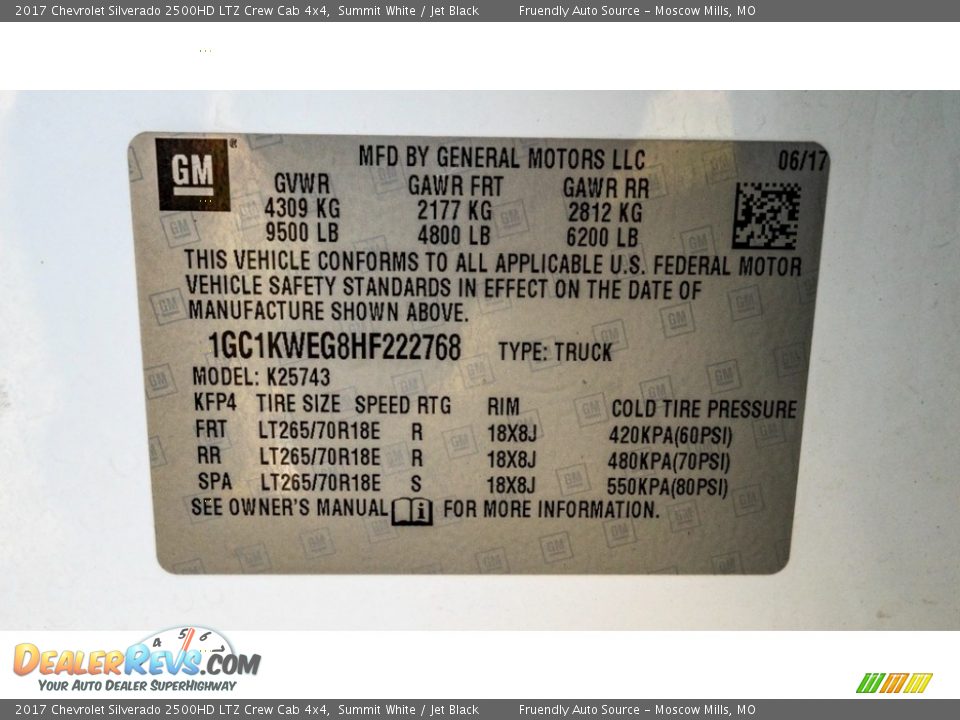 2017 Chevrolet Silverado 2500HD LTZ Crew Cab 4x4, Summit White / Jet Black Fruendly Auto Source - Moscow Mills, MO
GM®
MFD BY GENERAL MOTORS LLC 06/17
GVWR GAWR FRT GAWR RR
4309 KG 2177 KG 2812 KG
9500 LB 4800 LB 6200 LB
THIS VEHICLE CONFORMS TO ALL APPLICABLE U.S. FEDERAL MOTOR
VEHICLE SAFETY STANDARDS IN EFFECT ON THE DATE OF
MANUFACTURE SHOWN ABOVE.
1GC1KWEG8HF222768 TYPE: TRUCK
MODEL: K25743
KFP4 TIRE SIZE SPEED RTG RIM COLD TIRE PRESSURE
FRT LT265/70R18E R 18X8J 420KPA(60PSI)
RR LT265/70R18E R 18X8J 480KPA(70PSI)
SPA LT265/70R18E S 18X8J 550KPA(80PSI)
SEE OWNER'S MANUAL i FOR MORE INFORMATION.
4 5 6 7
DealerRevs.com
Your Auto Dealer SuperHighway
2017 Chevrolet Silverado 2500HD LTZ Crew Cab 4x4, Summit White / Jet Black Fruendly Auto Source - Moscow Mills, MO